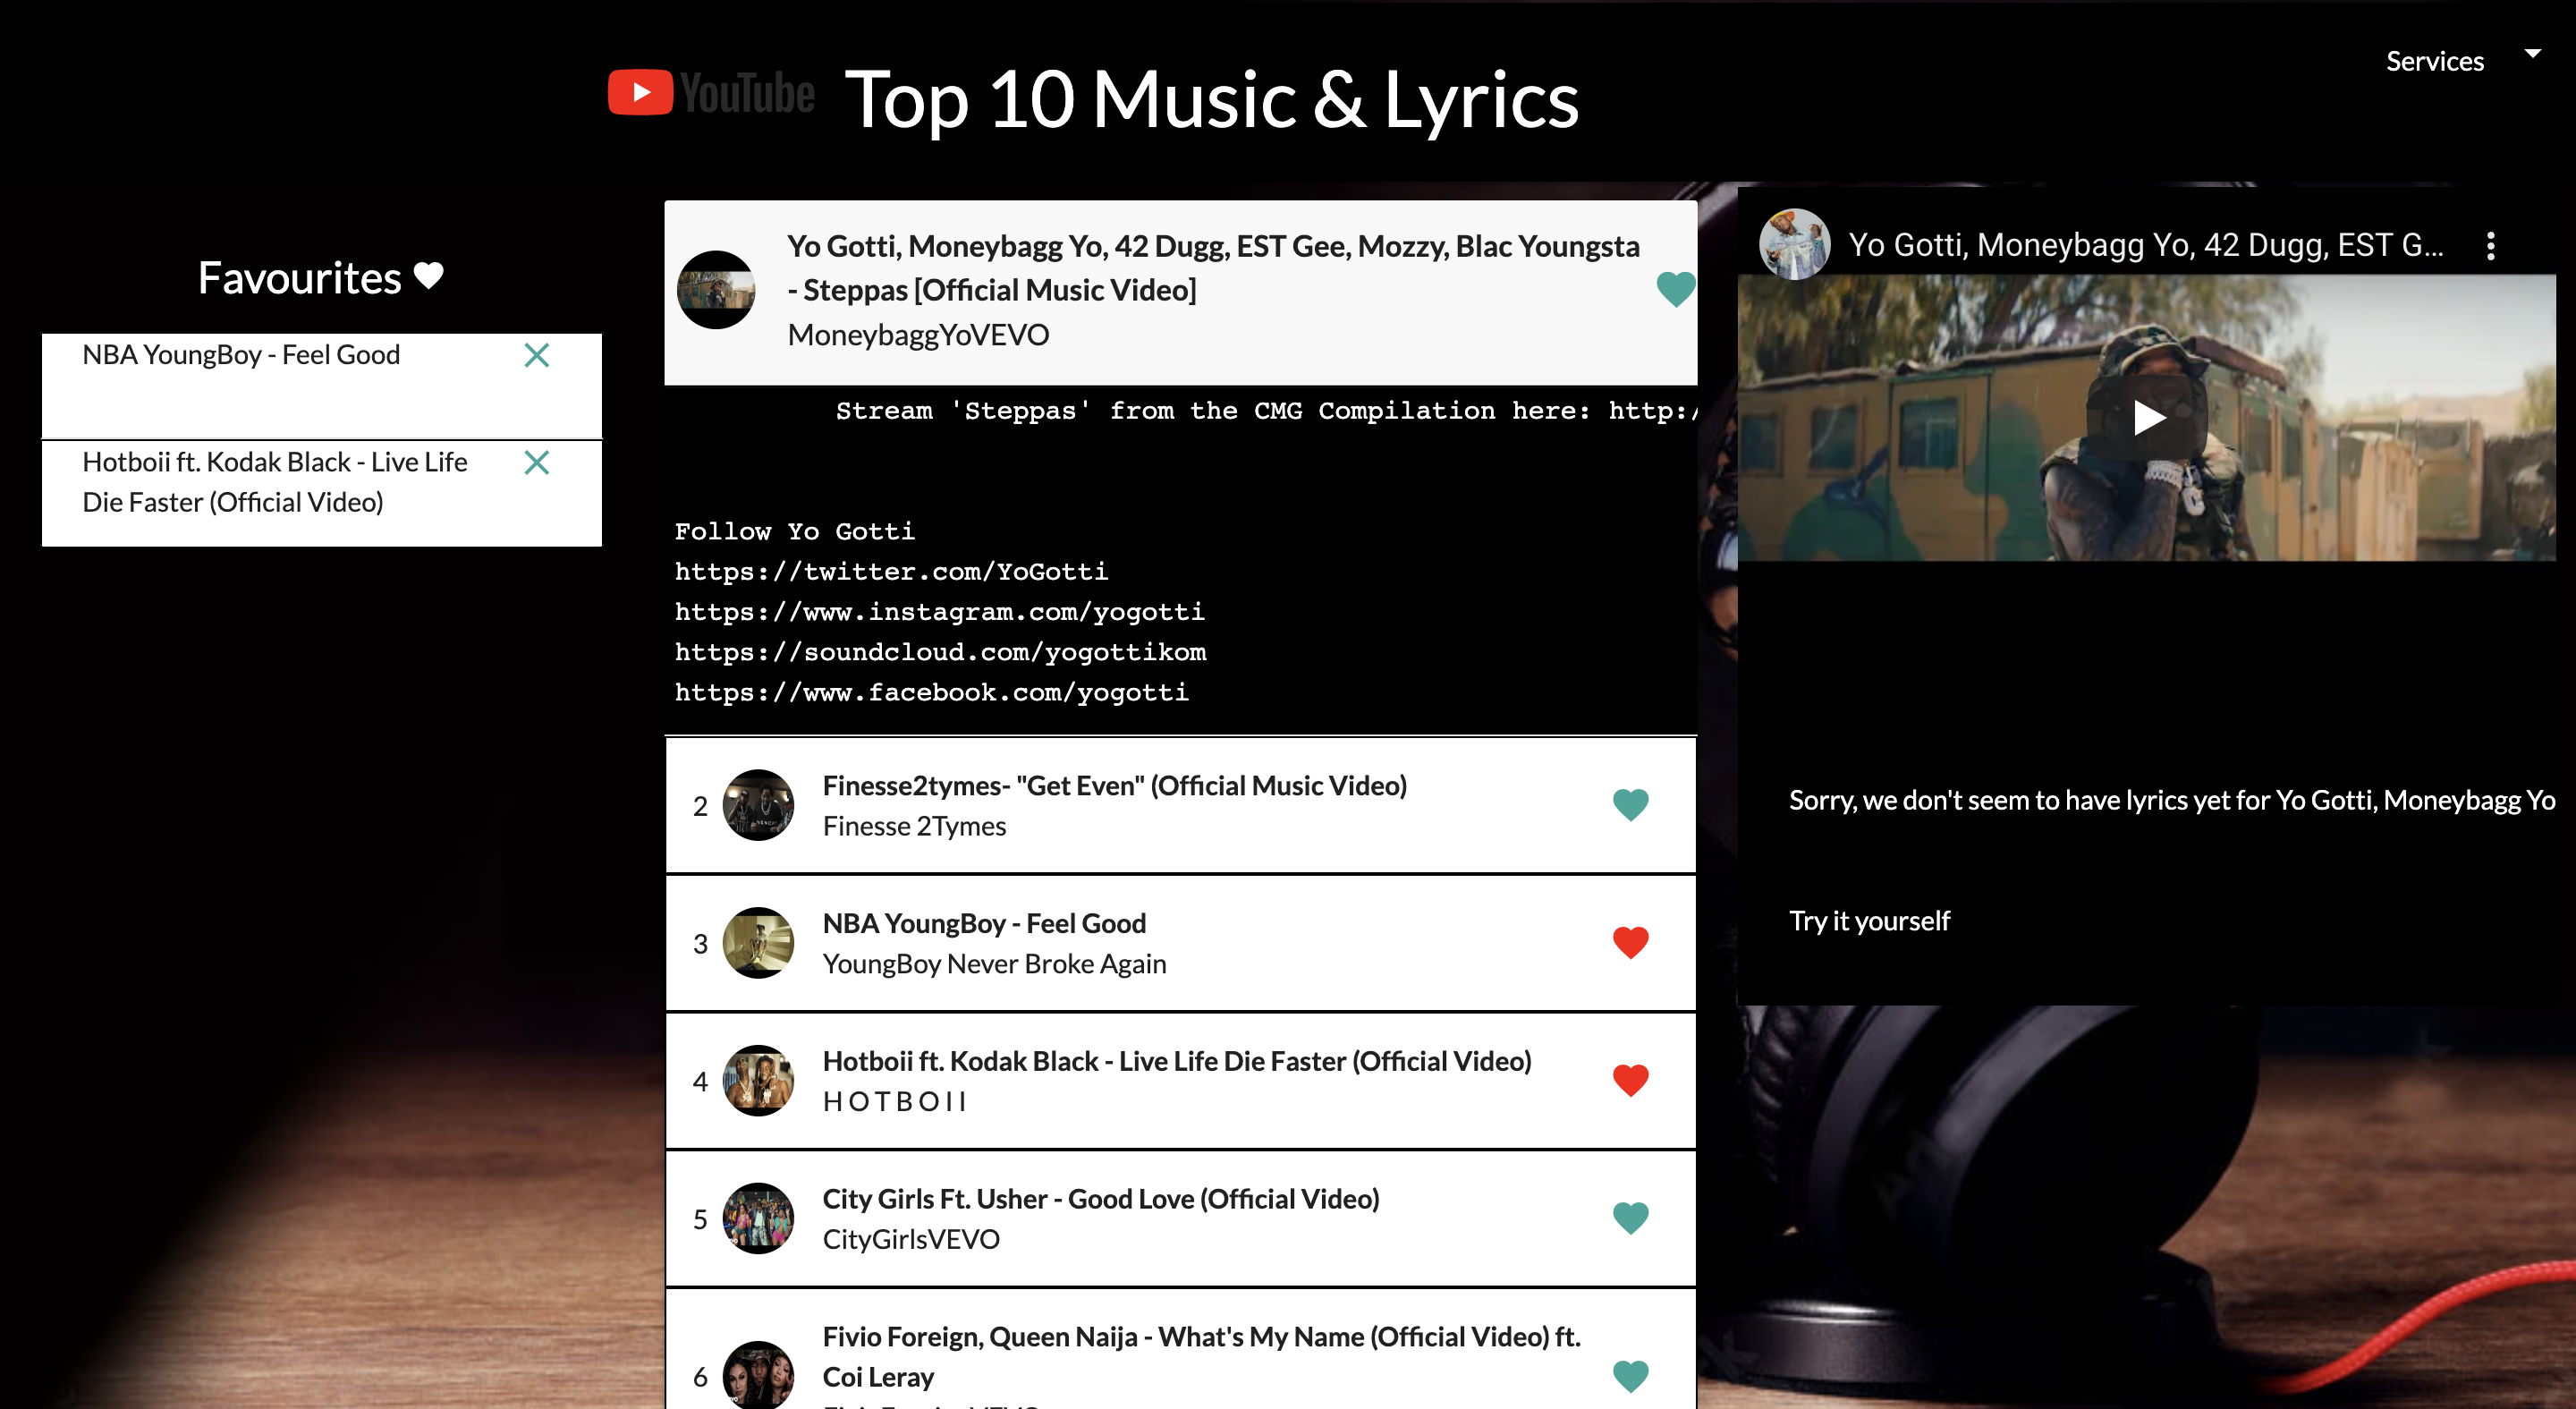 YouTube Top 10 Music & Lyrics
Services
Favourites
NBA YoungBoy - Feel Good
Hotboii ft. Kodak Black - Live Life
Die Faster (Official Video)
Yo Gotti, Moneybagg Yo, 42 Dugg, EST Gee, Mozzy, Blac Youngsta
- Steppas [Official Music Video]
MoneybaggYoVEVO
Stream 'Steppas' from the CMG Compilation here: http:/
Follow Yo Gotti
https://twitter.com/YoGotti
https://www.instagram.com/yogotti
https://soundcloud.com/yogottikom
https://www.facebook.com/yogotti
2
Finesse2tymes- "Get Even" (Official Music Video)
Finesse 2Tymes
3
NBA YoungBoy - Feel Good
YoungBoy Never Broke Again
4
Hotboii ft. Kodak Black - Live Life Die Faster (Official Video)
H O T B O I I
5
City Girls Ft. Usher - Good Love (Official Video)
CityGirlsVEVO
6
Fivio Foreign, Queen Naija - What's My Name (Official Video) ft.
Coi Leray
Yo Gotti, Moneybagg Yo, 42 Dugg, EST G...
Sorry, we don't seem to have lyrics yet for Yo Gotti, Moneybagg Yo
Try it yourself